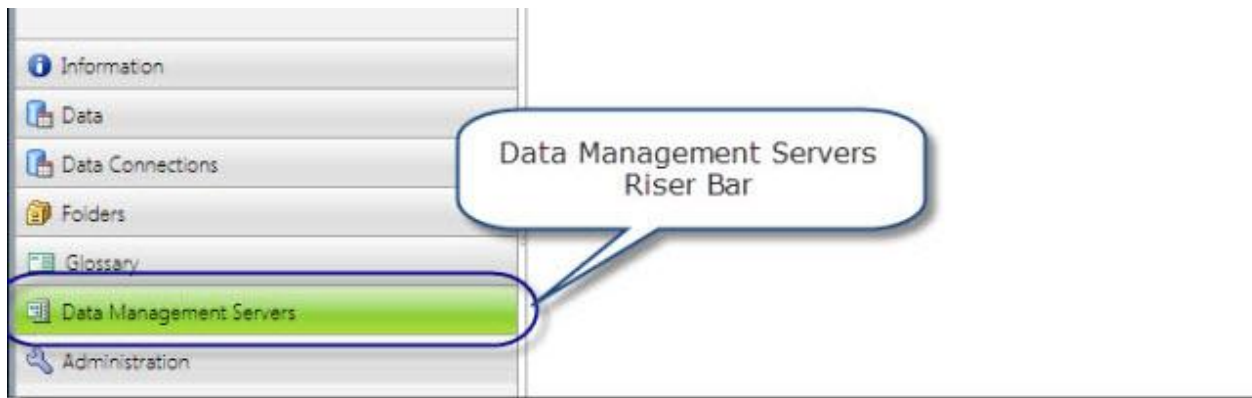 Information
Data
Data Connections
Folders
Glossary
Data Management Servers
Administration
Data Management Servers
Riser Bar